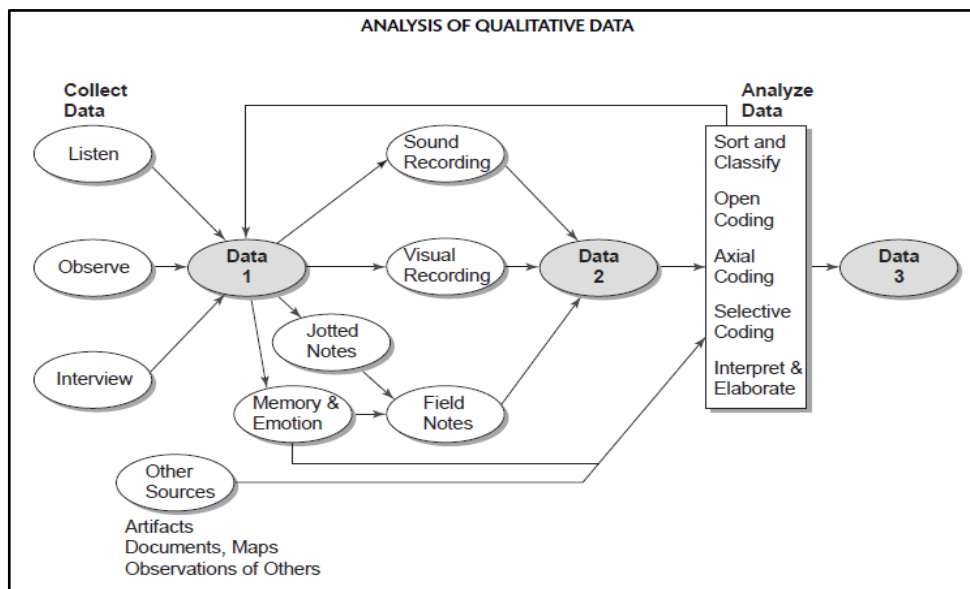 ANALYSIS OF QUALITATIVE DATA
Collect
Data
Analyze
Data
Listen
Sound
Recording
Sort and
Classify
Open
Coding
Observe
Data
1
Visual
Recording
Data
2
Axial
Coding
Data
3
Jotted
Notes
Selective
Coding
Interview
Memory &
Emotion
Field
Notes
Interpret &
Elaborate
Other
Sources
Artifacts
Documents, Maps
Observations of Others